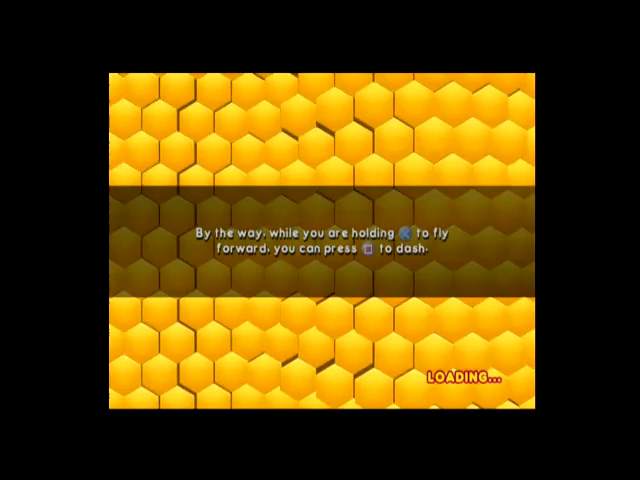 By the way, while you are holding to fly
forward, you can press to dash.
LOADING...